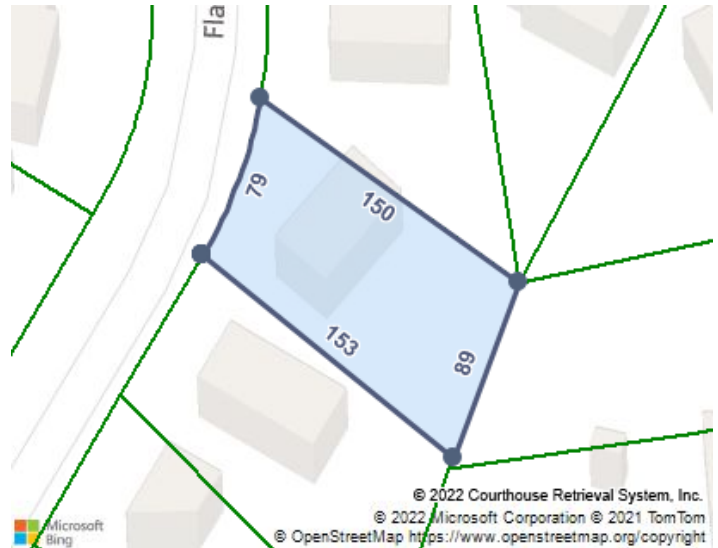 Fla
79
150
153
89
© 2022 Courthouse Retrieval System, Inc.
Microsoft
Bing
© 2022 Microsoft Corporation © 2021 TomTom
© OpenStreetMap https://www.openstreetmap.org/copyright